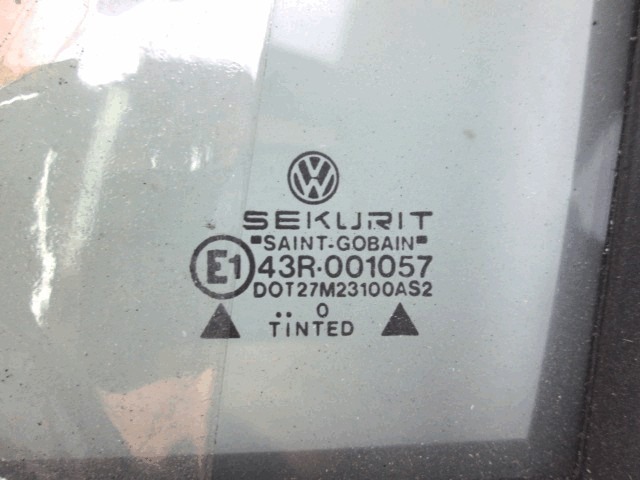 SEKURIT
"SAINT-GOBAIN"
E1 43R-001057
DOT27M23100AS2
.. 0
TINTED